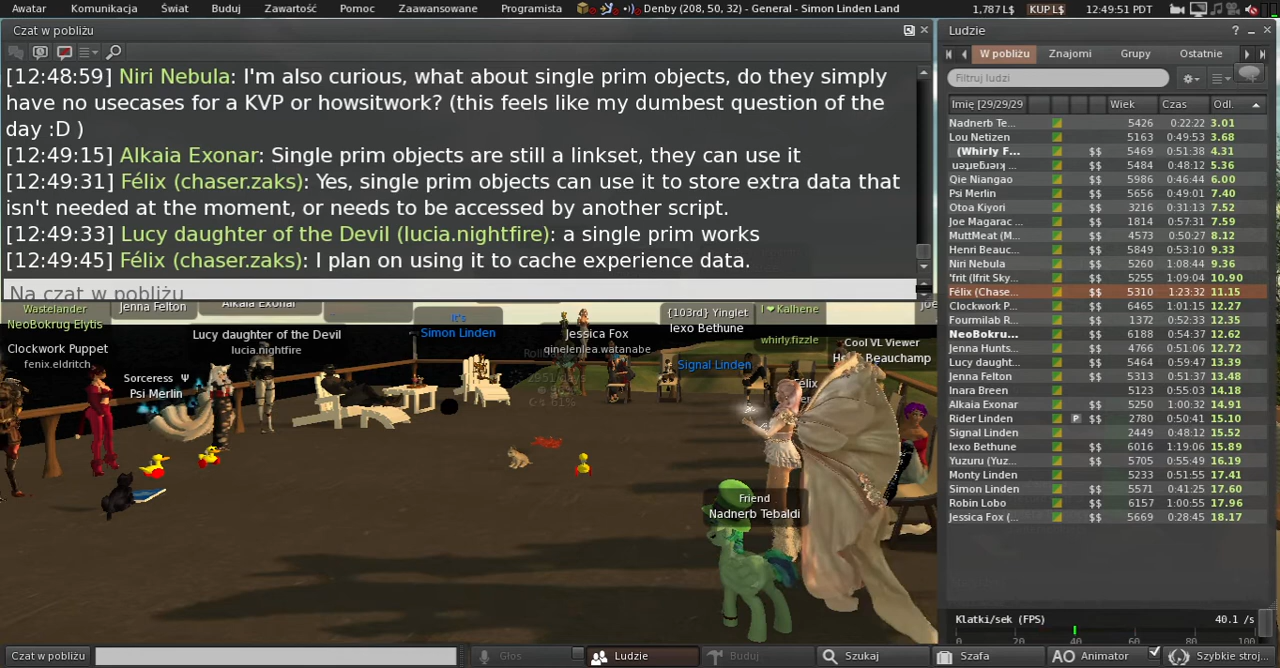 Awatar Komunikacja Świat Buduj Zawartość Pomoc Zaawansowane Programista Denby (208, 50, 32) - General - Simon Linden Land 1,787 L$ KUP L$ 12:49:51 PDT
Czat w pobliżu
[12:48:59] Niri Nebula: I'm also curious, what about single prim objects, do they simply
have no usecases for a KVP or howsitwork? (this feels like my dumbest question of the
day :D )
[12:49:15] Alkaia Exonar: Single prim objects are still a linkset, they can use it
[12:49:31] Félix (chaser.zaks): Yes, single prim objects can use it to store extra data that
isn't needed at the moment, or needs to be accessed by another script.
[12:49:33] Lucy daughter of the Devil (lucia.nightfire): a single prim works
[12:49:45] Félix (chaser.zaks): I plan on using it to cache experience data.
Na czat w pobliżu
Wastelander
NeoBokrug Elytis
Jenna Felton
Alkaia Exonar
Clockwork Puppet
fenix.eldritch
Lucy daughter of the Devil
lucia.nightfire
Sorceress Ψ
Psi Merlin
It's
Simon Linden
Jessica Fox
qinelenlea.watanabe
{103rd} Yinglet
Iexo Bethune
I ❤ Kalhene
whirly.fizzle
Signal Linden
Cool VL Viewer
Beauchamp
Félix
Friend
Nadnerb Tebaldi
Ludzie
W pobliżu Znajomi Grupy Ostatnie
Filtruj ludzi
Imię [29/29/29 Wiek Czas Odl.
Nadnerb Te... 5426 0:22:22 3.01
Lou Netizen 5163 0:49:53 3.68
(Whirly F... $$ 5469 0:51:38 4.31
$$ 5484 0:48:12 5.36
Qie Niangao $$ 5986 0:46:44 6.00
Psi Merlin $$ 5656 0:49:01 7.40
Otoa Kiyori 3216 0:31:13 7.52
Joe Magarac ... 1814 0:57:31 7.59
MuttMeat (M... $$ 4573 0:50:27 8.12
Henri Beauc... $$ 5849 0:53:10 9.33
Niri Nebula $$ 5260 1:08:44 9.36
'frit (Ifrit Sky... $$ 5255 1:09:04 10.90
Félix (Chase... $$ 5310 1:23:32 11.15
Clockwork P... $$ 6465 1:01:15 12.27
Fourmilab R... $$ 1372 0:52:33 12.35
NeoBokru... $$ 6188 0:54:37 12.62
Jenna Hunts... $$ 4766 0:51:06 12.72
Lucy daught... $$ 5464 0:59:47 13.39
Jenna Felton $$ 5313 0:51:37 13.48
Inara Breen 5123 0:55:03 14.18
Alkaia Exonar $$ 5250 1:00:32 14.91
Rider Linden P $$ 2780 0:50:41 15.10
Signal Linden 2449 0:48:12 15.52
Iexo Bethune $$ 6016 1:19:06 15.89
Yuzuru (Yuz... $$ 5705 0:55:49 16.19
Monty Linden 5233 0:51:55 17.41
Simon Linden $$ 5571 0:41:25 17.60
Robin Lobo $$ 6157 1:00:55 17.96
Jessica Fox (... $$ 5669 0:28:45 18.17
Klatki/sek (FPS) 40.1 /s
0 20 40 60 80 100
Czat w pobliżu Głos Ludzie Buduj Szukaj Szafa AO Animator Szybkie stroj...